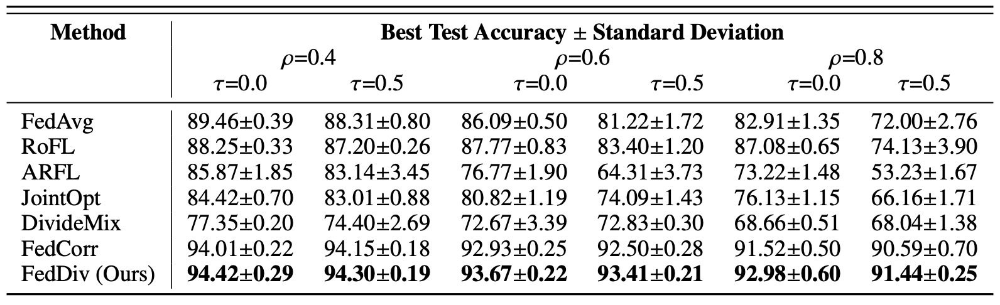 Method Best Test Accuracy ± Standard Deviation
ρ=0.4 ρ=0.6 ρ=0.8
τ=0.0 τ=0.5 τ=0.0 τ=0.5 τ=0.0 τ=0.5
FedAvg 89.46±0.39 88.31±0.80 86.09±0.50 81.22±1.72 82.91±1.35 72.00±2.76
RoFL 88.25±0.33 87.20±0.26 87.77±0.83 83.40±1.20 87.08±0.65 74.13±3.90
ARFL 85.87±1.85 83.14±3.45 76.77±1.90 64.31±3.73 73.22±1.48 53.23±1.67
JointOpt 84.42±0.70 83.01±0.88 80.82±1.19 74.09±1.43 76.13±1.15 66.16±1.71
DivideMix 77.35±0.20 74.40±2.69 72.67±3.39 72.83±0.30 68.66±0.51 68.04±1.38
FedCorr 94.01±0.22 94.15±0.18 92.93±0.25 92.50±0.28 91.52±0.50 90.59±0.70
FedDiv (Ours) 94.42±0.29 94.30±0.19 93.67±0.22 93.41±0.21 92.98±0.60 91.44±0.25